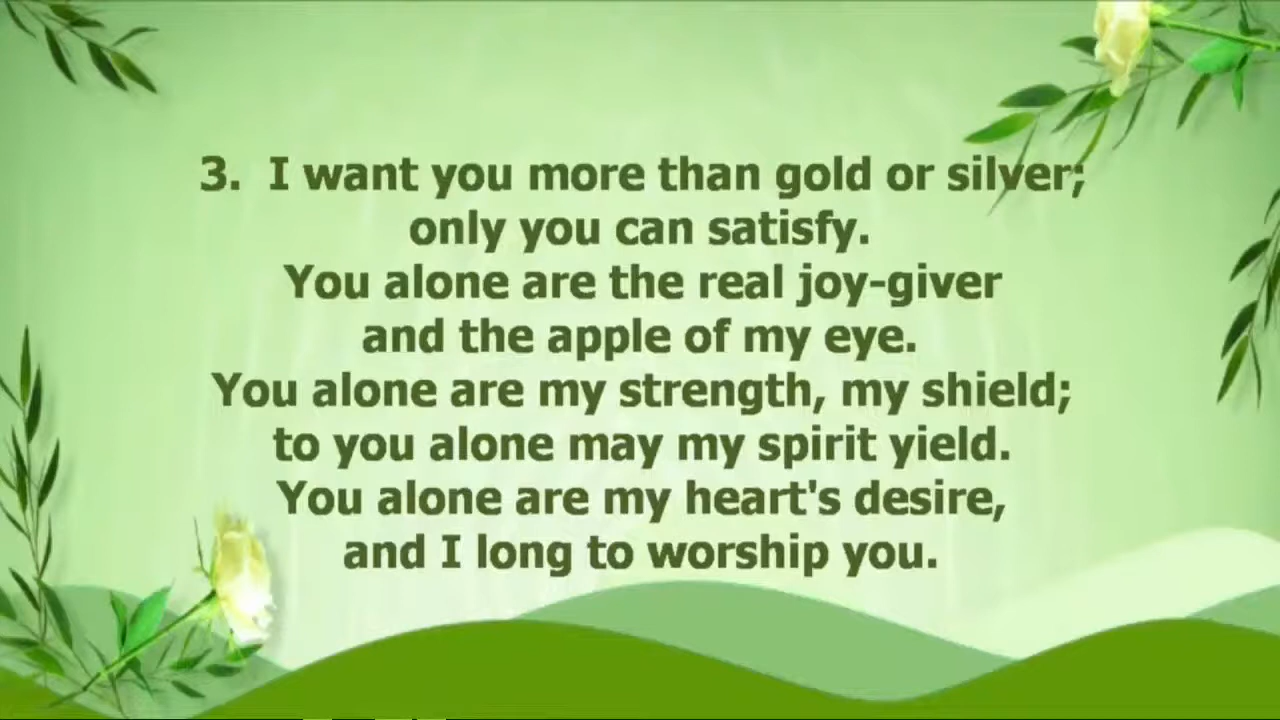 3. I want you more than gold or silver;
only you can satisfy.
You alone are the real joy-giver
and the apple of my eye.
You alone are my strength, my shield;
to you alone may my spirit yield.
You alone are my heart's desire,
and I long to worship you.